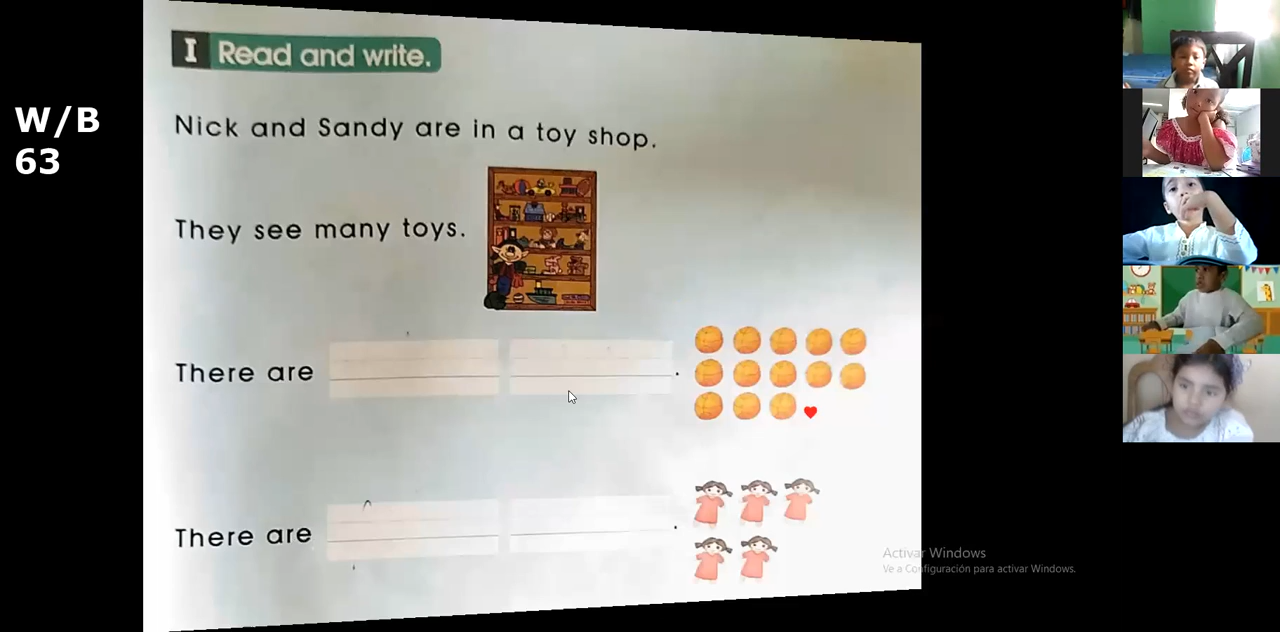 W/B
63
I Read and write.
Nick and Sandy are in a toy shop.
They see many toys.
There are .
There are .
Activar Windows
Ve a Configuración para activar Windows.